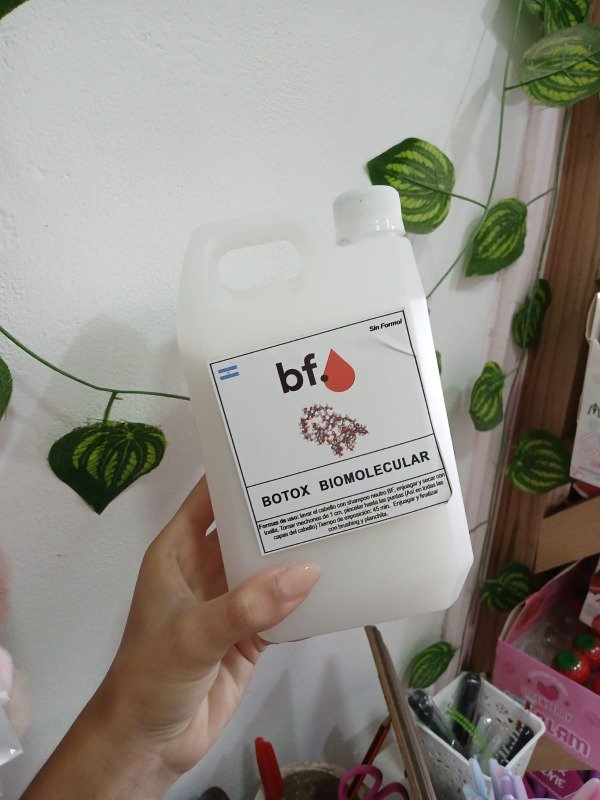 Sin Formol
bf.
BOTOX BIOMOLECULAR
Formas de uso: lavar el cabello con shampoo neutro BF, enjuagar y secar con
toalla. Tomar mechones de 1 cm, pincelar hasta las puntas (Así en todas las
capas del cabello) Tiempo de exposición: 45 min. Enjuagar y finalizar
con brushing y planchita.